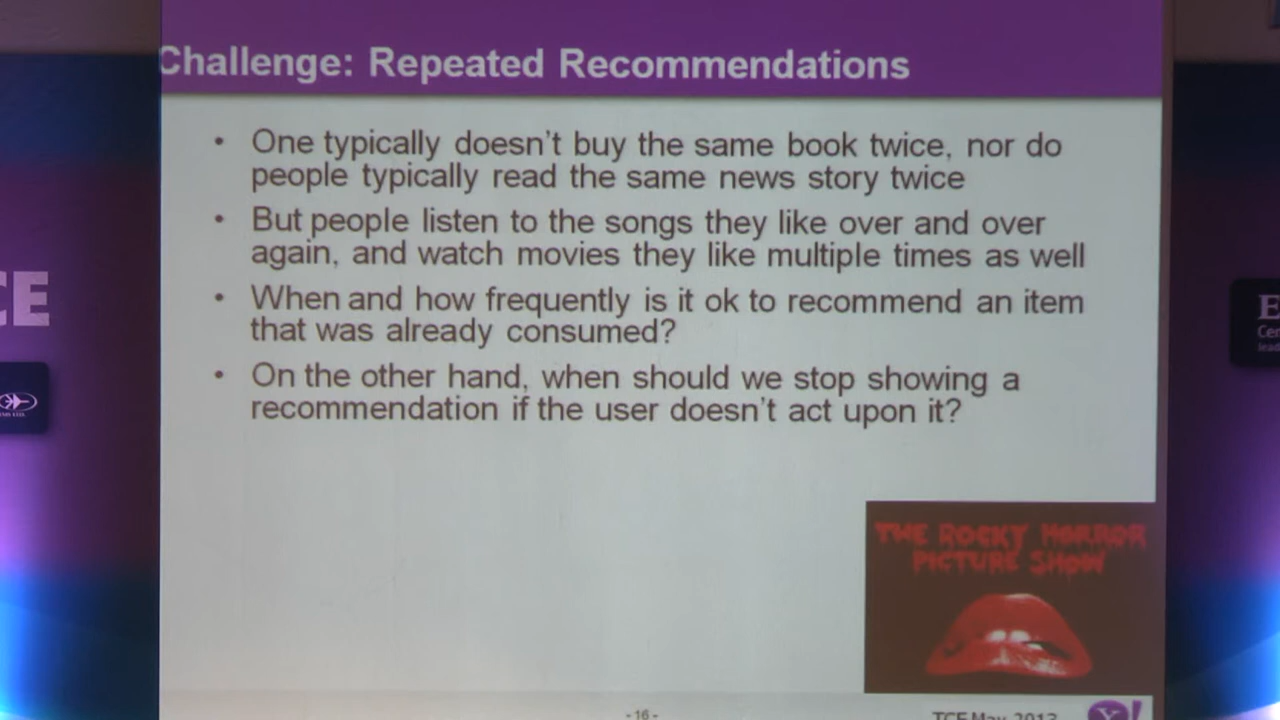 Challenge: Repeated Recommendations
• One typically doesn't buy the same book twice, nor do
people typically read the same news story twice
• But people listen to the songs they like over and over
again, and watch movies they like multiple times as well
• When and how frequently is it ok to recommend an item
that was already consumed?
• On the other hand, when should we stop showing a
recommendation if the user doesn't act upon it?
THE ROCKY HORROR
PICTURE SHOW
-16-
TCE May 2013
Y!
CE
E
Cen
lead